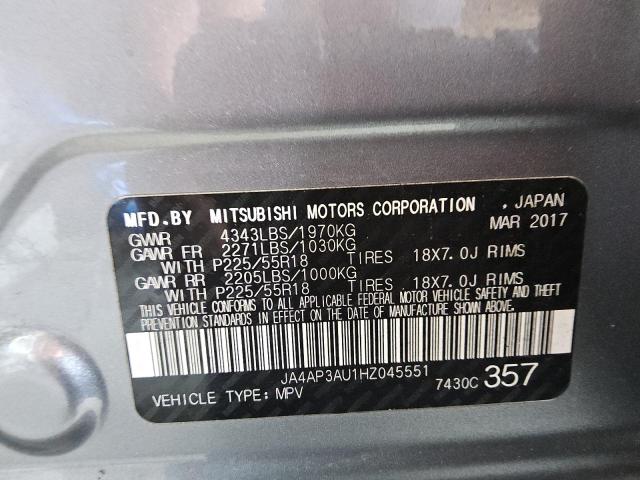 MFD.BY MITSUBISHI MOTORS CORPORATION , JAPAN
GVWR 4343LBS/1970KG MAR 2017
GAWR FR 2271LBS/1030KG
WITH P225/55R18 TIRES 18X7.0J RIMS
GAWR RR 2205LBS/1000KG
WITH P225/55R18 TIRES 18X7.0J RIMS
THIS VEHICLE CONFORMS TO ALL APPLICABLE FEDERAL MOTOR VEHICLE SAFETY AND THEFT
PREVENTION STANDARDS IN EFFECT ON THE DATE OF MANUFACTURE SHOWN ABOVE.
JA4AP3AU1HZ045551
VEHICLE TYPE: MPV 7430C 357